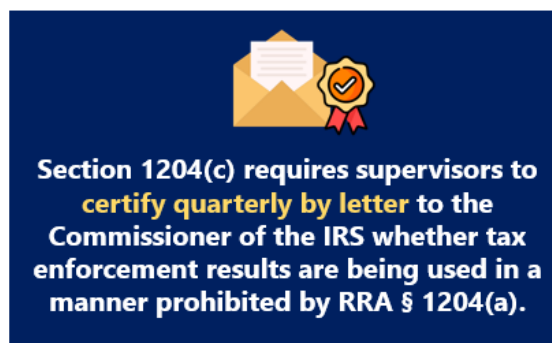 Section 1204(c) requires supervisors to
certify quarterly by letter to the
Commissioner of the IRS whether tax
enforcement results are being used in a
manner prohibited by RRA § 1204(a).